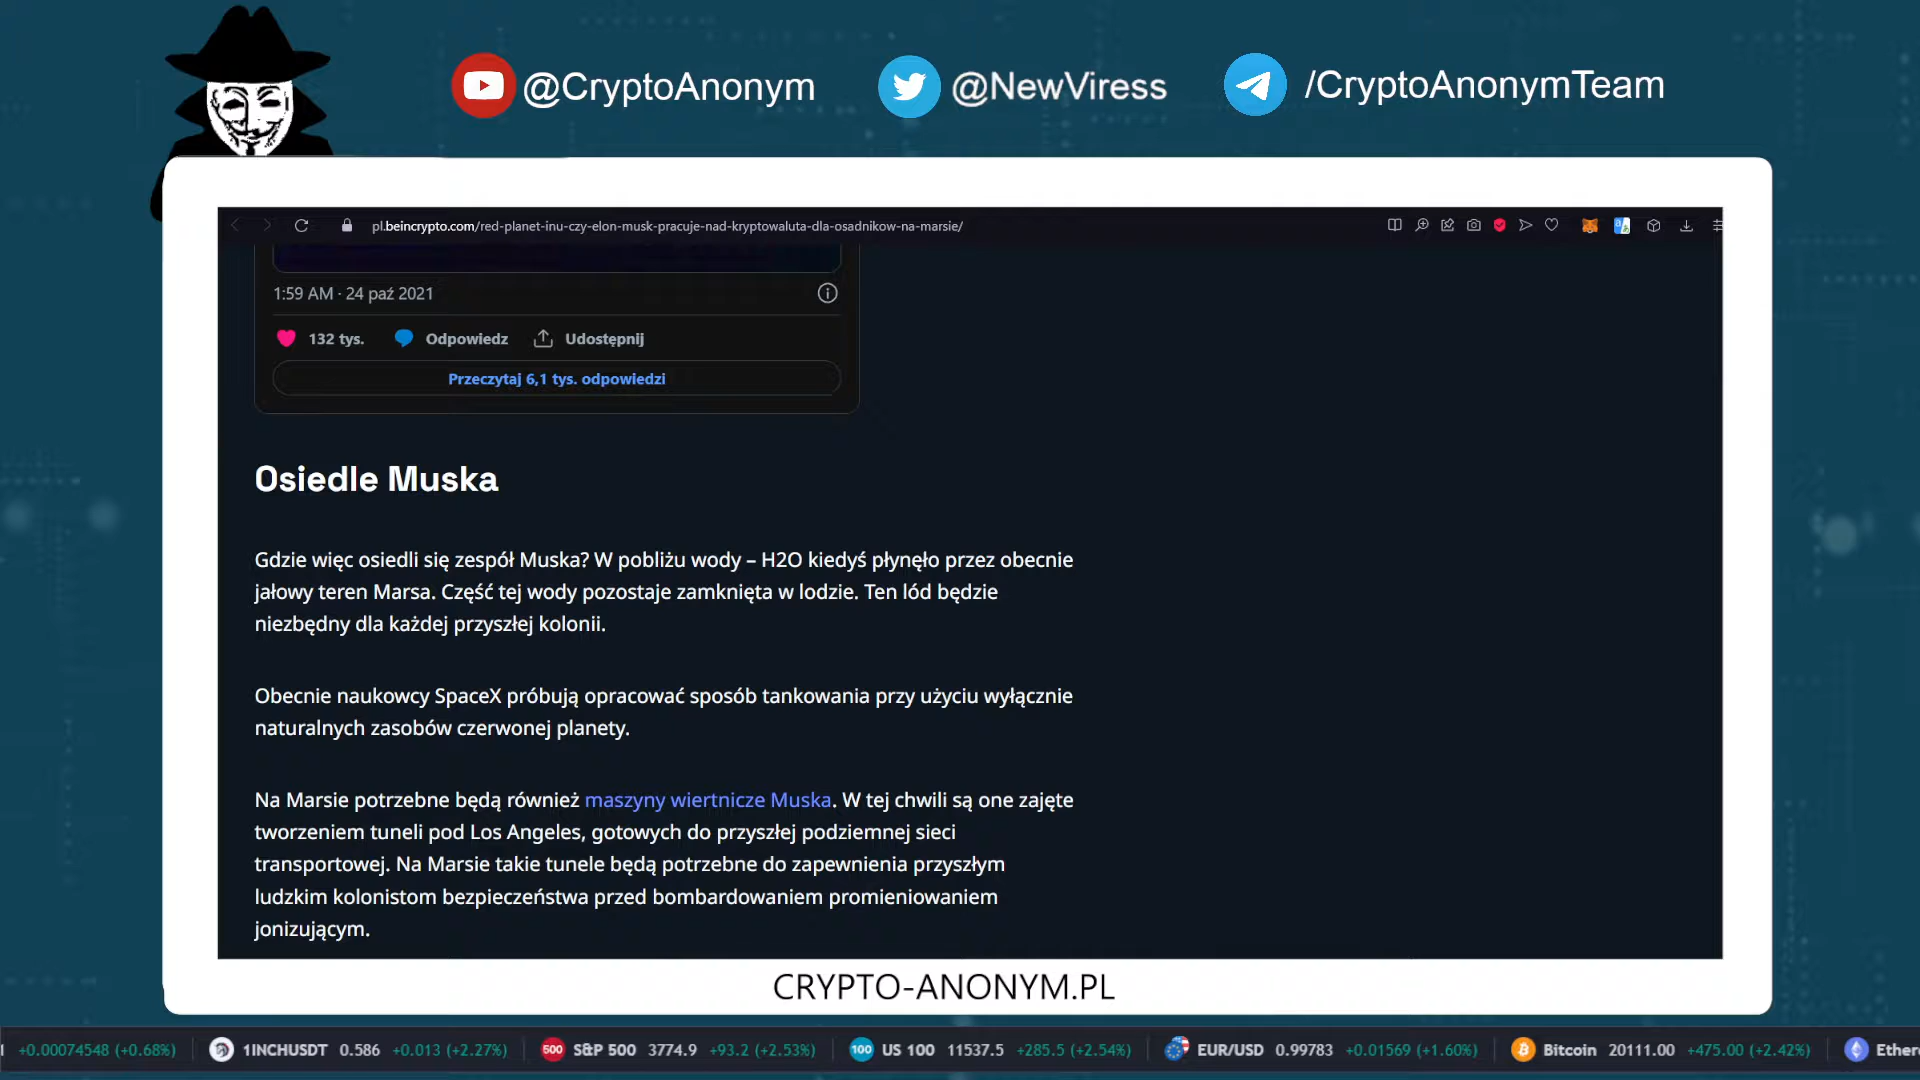 @CryptoAnonym @NewViress /CryptoAnonymTeam
pl.beincrypto.com/red-planet-inu-czy-elon-musk-pracuje-nad-kryptowaluta-dla-osadnikow-na-marsie/
1:59 AM · 24 paź 2021
132 tys. Odpowiedz Udostępnij
Przeczytaj 6,1 tys. odpowiedzi
Osiedle Muska
Gdzie więc osiedli się zespół Muska? W pobliżu wody – H2O kiedyś płynęło przez obecnie
jałowy teren Marsa. Część tej wody pozostaje zamknięta w lodzie. Ten lód będzie
niezbędny dla każdej przyszłej kolonii.
Obecnie naukowcy SpaceX próbują opracować sposób tankowania przy użyciu wyłącznie
naturalnych zasobów czerwonej planety.
Na Marsie potrzebne będą również maszyny wiertnicze Muska. W tej chwili są one zajęte
tworzeniem tuneli pod Los Angeles, gotowych do przyszłej podziemnej sieci
transportowej. Na Marsie takie tunele będą potrzebne do zapewnienia przyszłym
ludzkim kolonistom bezpieczeństwa przed bombardowaniem promieniowaniem
jonizującym.
CRYPTO-ANONYM.PL
+0.00074548 (+0.68%) 1INCHUSDT 0.586 +0.013 (+2.27%) 500 S&P 500 3774.9 +93.2 (+2.53%) 100 US 100 11537.5 +285.5 (+2.54%) EUR/USD 0.99783 +0.01569 (+1.60%) Bitcoin 20111.00 +475.00 (+2.42%) Ether